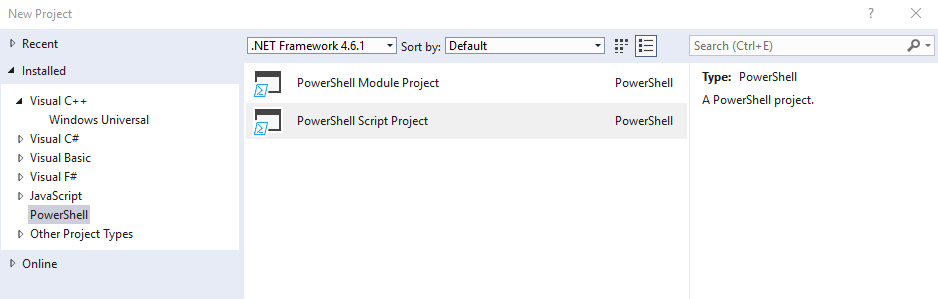 New Project
?
Recent
.NET Framework 4.6.1
Sort by:
Default
Search (Ctrl+E)
Installed
Visual C++
Windows Universal
Visual C#
Visual Basic
Visual F#
JavaScript
PowerShell
Other Project Types
Online
PowerShell Module Project
PowerShell
PowerShell Script Project
PowerShell
Type: PowerShell
A PowerShell project.